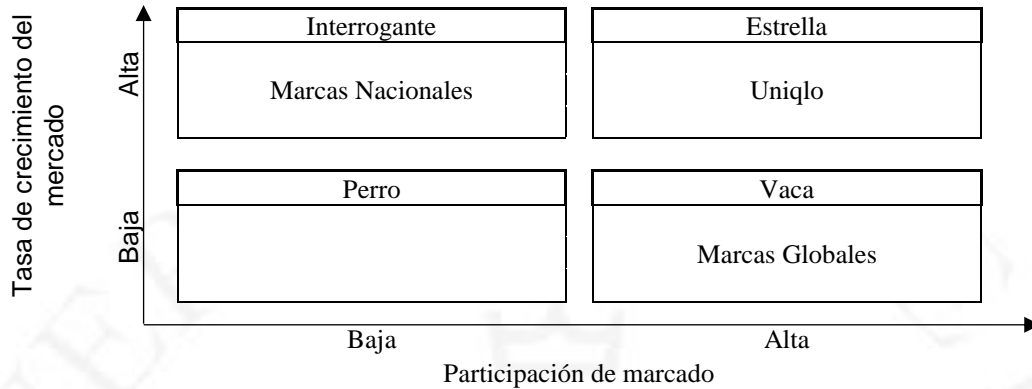 Tasa de crecimiento del
mercado
Alta
Baja
Interrogante
Marcas Nacionales
Estrella
Uniqlo
Perro
Vaca
Marcas Globales
Baja
Alta
Participación de marcado